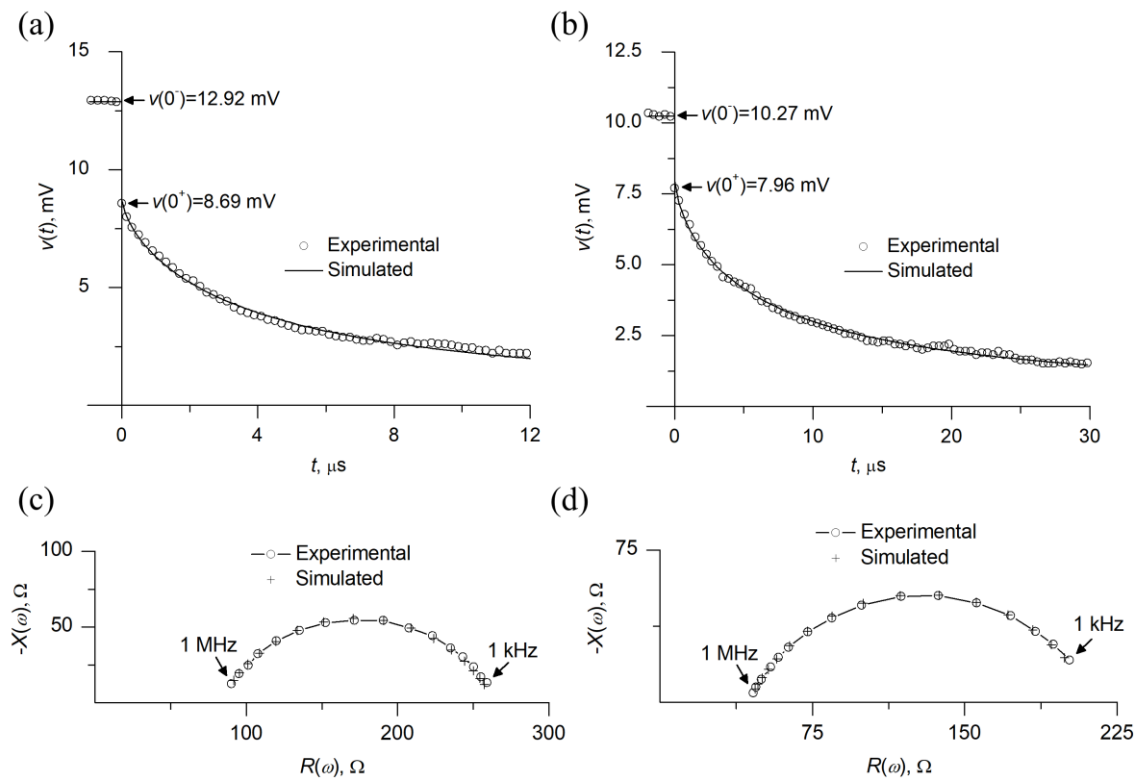 (a)
15
10
5
0
v(t), mV
v(0⁻)=12.92 mV
v(0⁺)=8.69 mV
Experimental
Simulated
0 4 8 12
t, μs
(b)
12.5
10.0
7.5
5.0
2.5
0
v(t), mV
v(0⁻)=10.27 mV
v(0⁺)=7.96 mV
Experimental
Simulated
0 10 20 30
t, μs
(c)
100
50
-X(ω), Ω
Experimental
Simulated
1 MHz
1 kHz
100 200 300
R(ω), Ω
(d)
75
-X(ω), Ω
Experimental
Simulated
1 MHz
1 kHz
75 150 225
R(ω), Ω